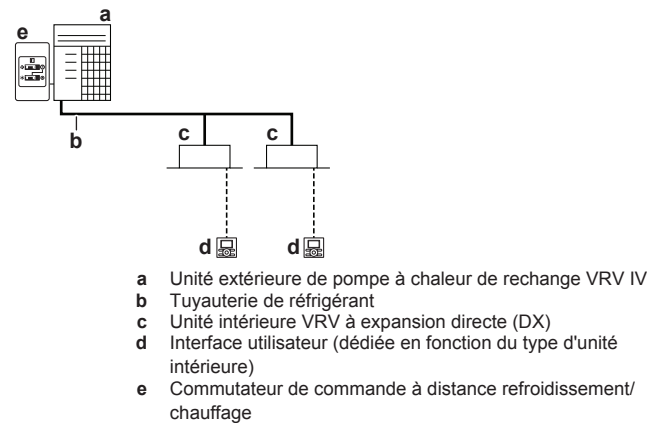 a
e
b
c c
d d
a Unité extérieure de pompe à chaleur de rechange VRV IV
b Tuyauterie de réfrigérant
c Unité intérieure VRV à expansion directe (DX)
d Interface utilisateur (dédiée en fonction du type d'unité
intérieure)
e Commutateur de commande à distance refroidissement/
chauffage